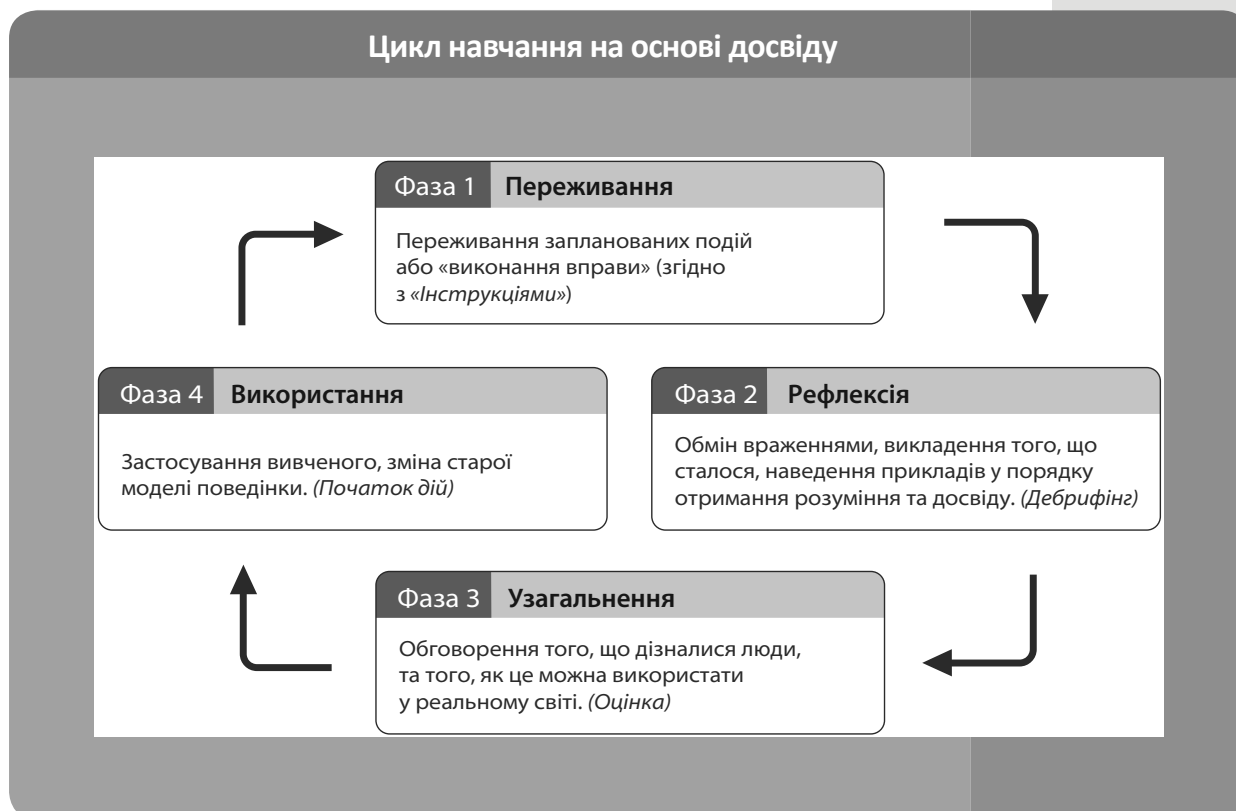 Цикл навчання на основі досвіду
Фаза 1 Переживання
Переживання запланованих подій
або «виконання вправи» (згідно
з «Інструкціями»)
Фаза 4 Використання
Застосування вивченого, зміна старої
моделі поведінки. (Початок дій)
Фаза 2 Рефлексія
Обмін враженнями, викладення того, що
сталося, наведення прикладів у порядку
отримання розуміння та досвіду. (Дебрифінг)
Фаза 3 Узагальнення
Обговорення того, що дізналися люди,
та того, як це можна використати
у реальному світі. (Оцінка)